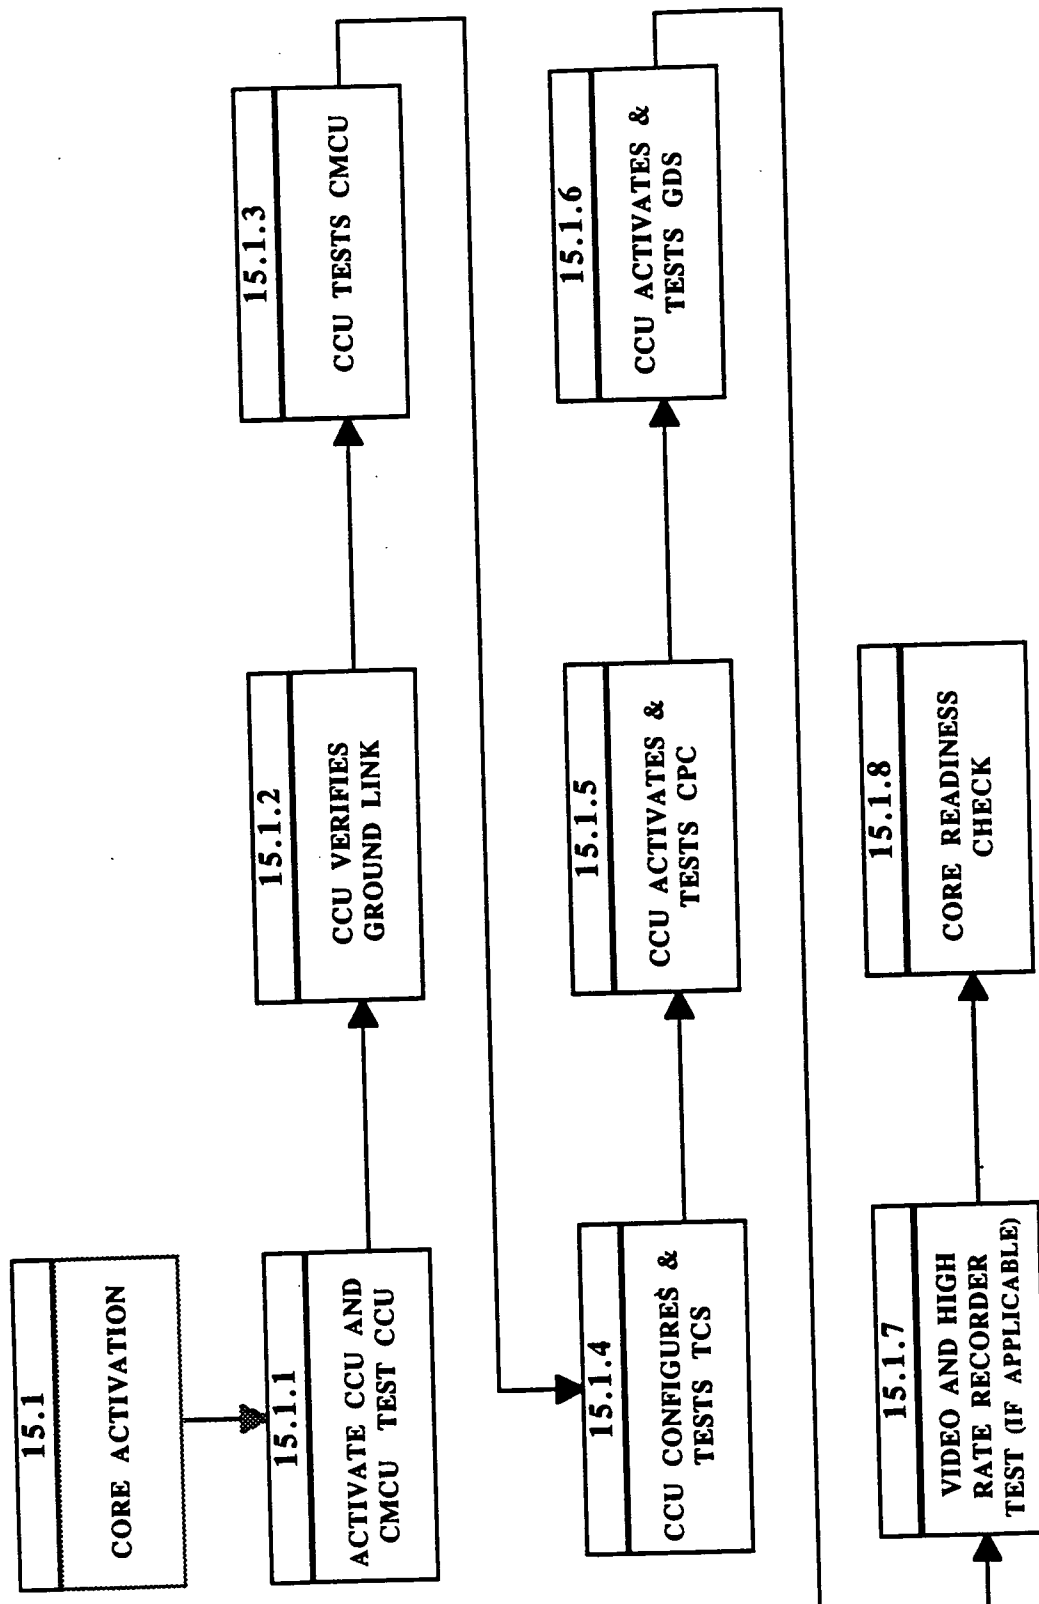 15.1
CORE ACTIVATION
15.1.1
ACTIVATE CCU AND
CMCU TEST CCU
15.1.2
CCU VERIFIES
GROUND LINK
15.1.3
CCU TESTS CMCU
15.1.4
CCU CONFIGURES &
TESTS TCS
15.1.5
CCU ACTIVATES &
TESTS CPC
15.1.6
CCU ACTIVATES &
TESTS GDS
15.1.7
VIDEO AND HIGH
RATE RECORDER
TEST (IF APPLICABLE)
15.1.8
CORE READINESS
CHECK